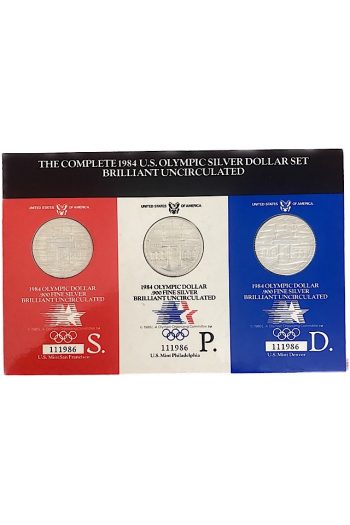 THE COMPLETE 1984 U.S. OLYMPIC SILVER DOLLAR SET
BRILLIANT UNCIRCULATED
UNITED STATES OF AMERICA
1984 OLYMPIC DOLLAR
.900 FINE SILVER
BRILLIANT UNCIRCULATED
111986
S.
U.S. Mint San Francisco
UNITED STATES OF AMERICA
1984 OLYMPIC DOLLAR
.900 FINE SILVER
BRILLIANT UNCIRCULATED
111986
P.
U.S. Mint Philadelphia
UNITED STATES OF AMERICA
1984 OLYMPIC DOLLAR
.900 FINE SILVER
BRILLIANT UNCIRCULATED
111986
D.
U.S. Mint Denver